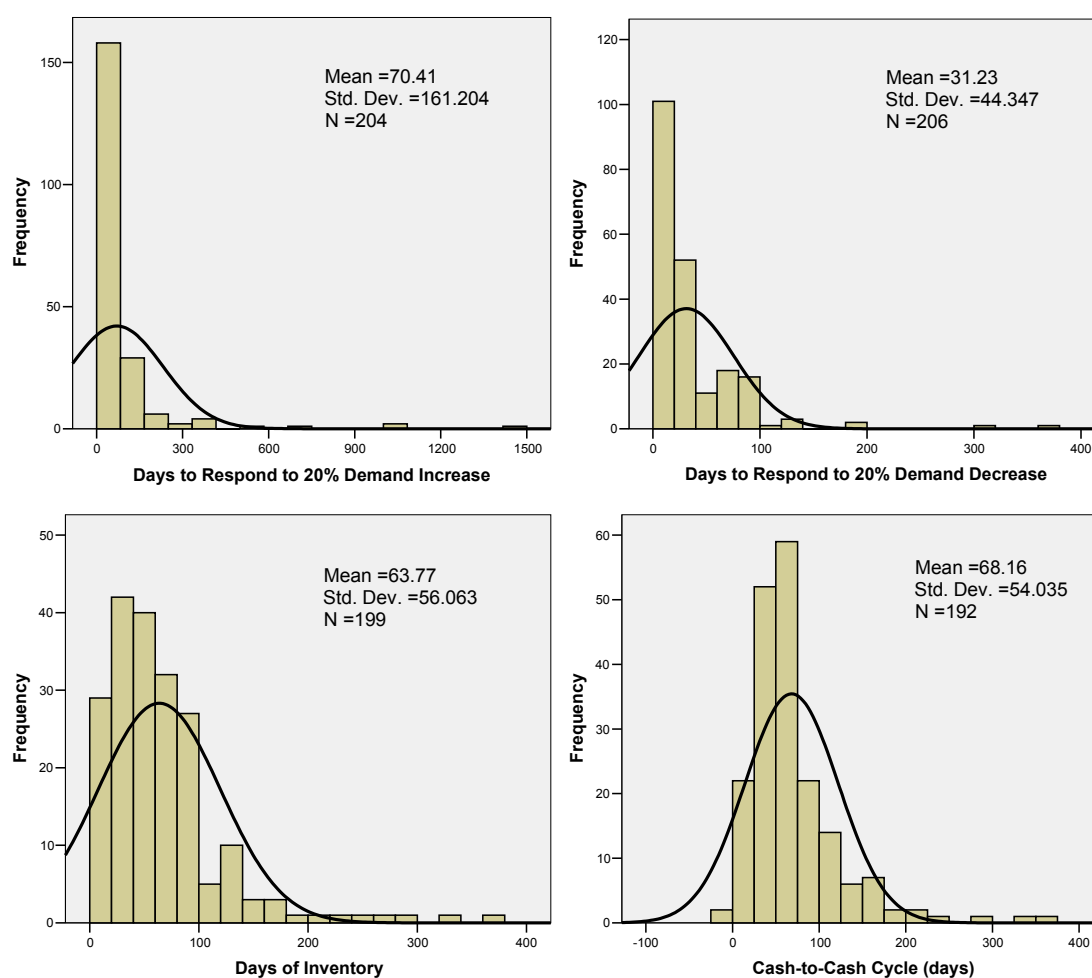 150
100
50
0
Frequency
Mean =70.41
Std. Dev. =161.204
N =204
0 300 600 900 1200 1500
Days to Respond to 20% Demand Increase
120
100
80
60
40
20
0
Frequency
Mean =31.23
Std. Dev. =44.347
N =206
0 100 200 300 400
Days to Respond to 20% Demand Decrease
50
40
30
20
10
0
Frequency
Mean =63.77
Std. Dev. =56.063
N =199
0 100 200 300 400
Days of Inventory
60
50
40
30
20
10
0
Frequency
Mean =68.16
Std. Dev. =54.035
N =192
-100 0 100 200 300 400
Cash-to-Cash Cycle (days)